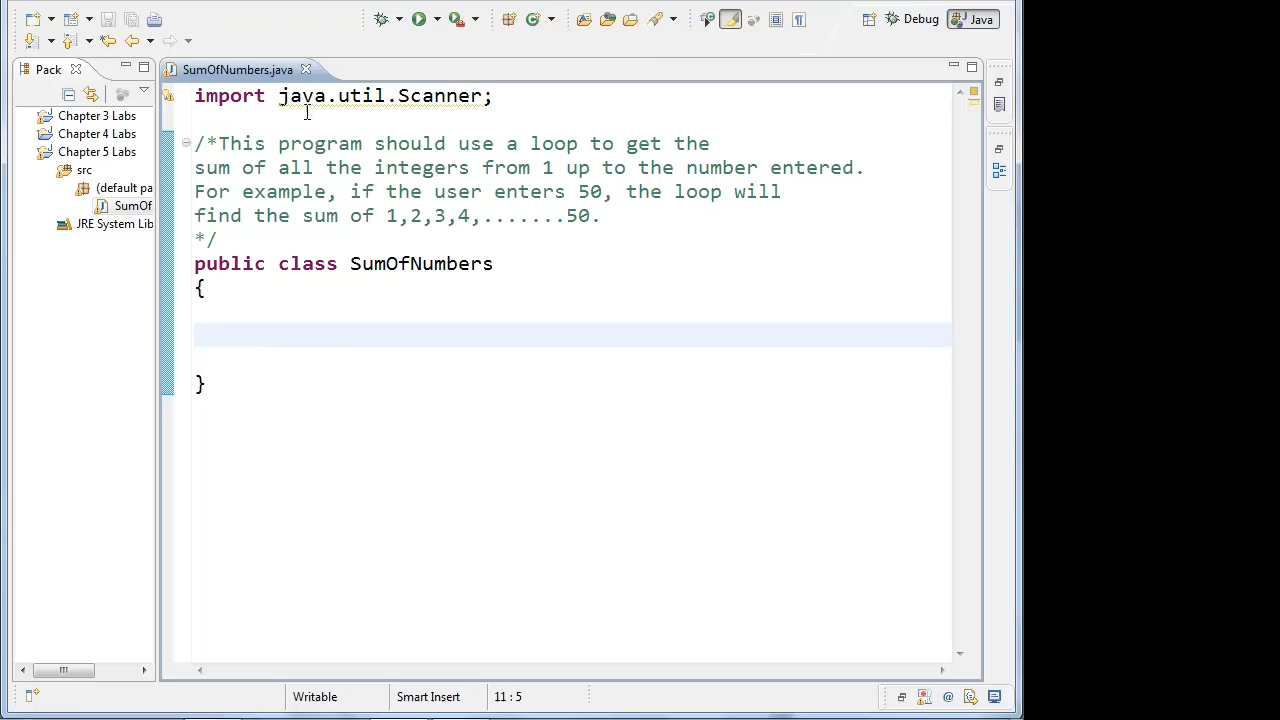 Debug
Java
Pack
SumOfNumbers.java
Chapter 3 Labs
Chapter 4 Labs
Chapter 5 Labs
src
(default pa
SumOf
JRE System Lib
import java.util.Scanner;
/*This program should use a loop to get the
sum of all the integers from 1 up to the number entered.
For example, if the user enters 50, the loop will
find the sum of 1,2,3,4,.......50.
*/
public class SumOfNumbers
{
}
Writable
Smart Insert
11 : 5